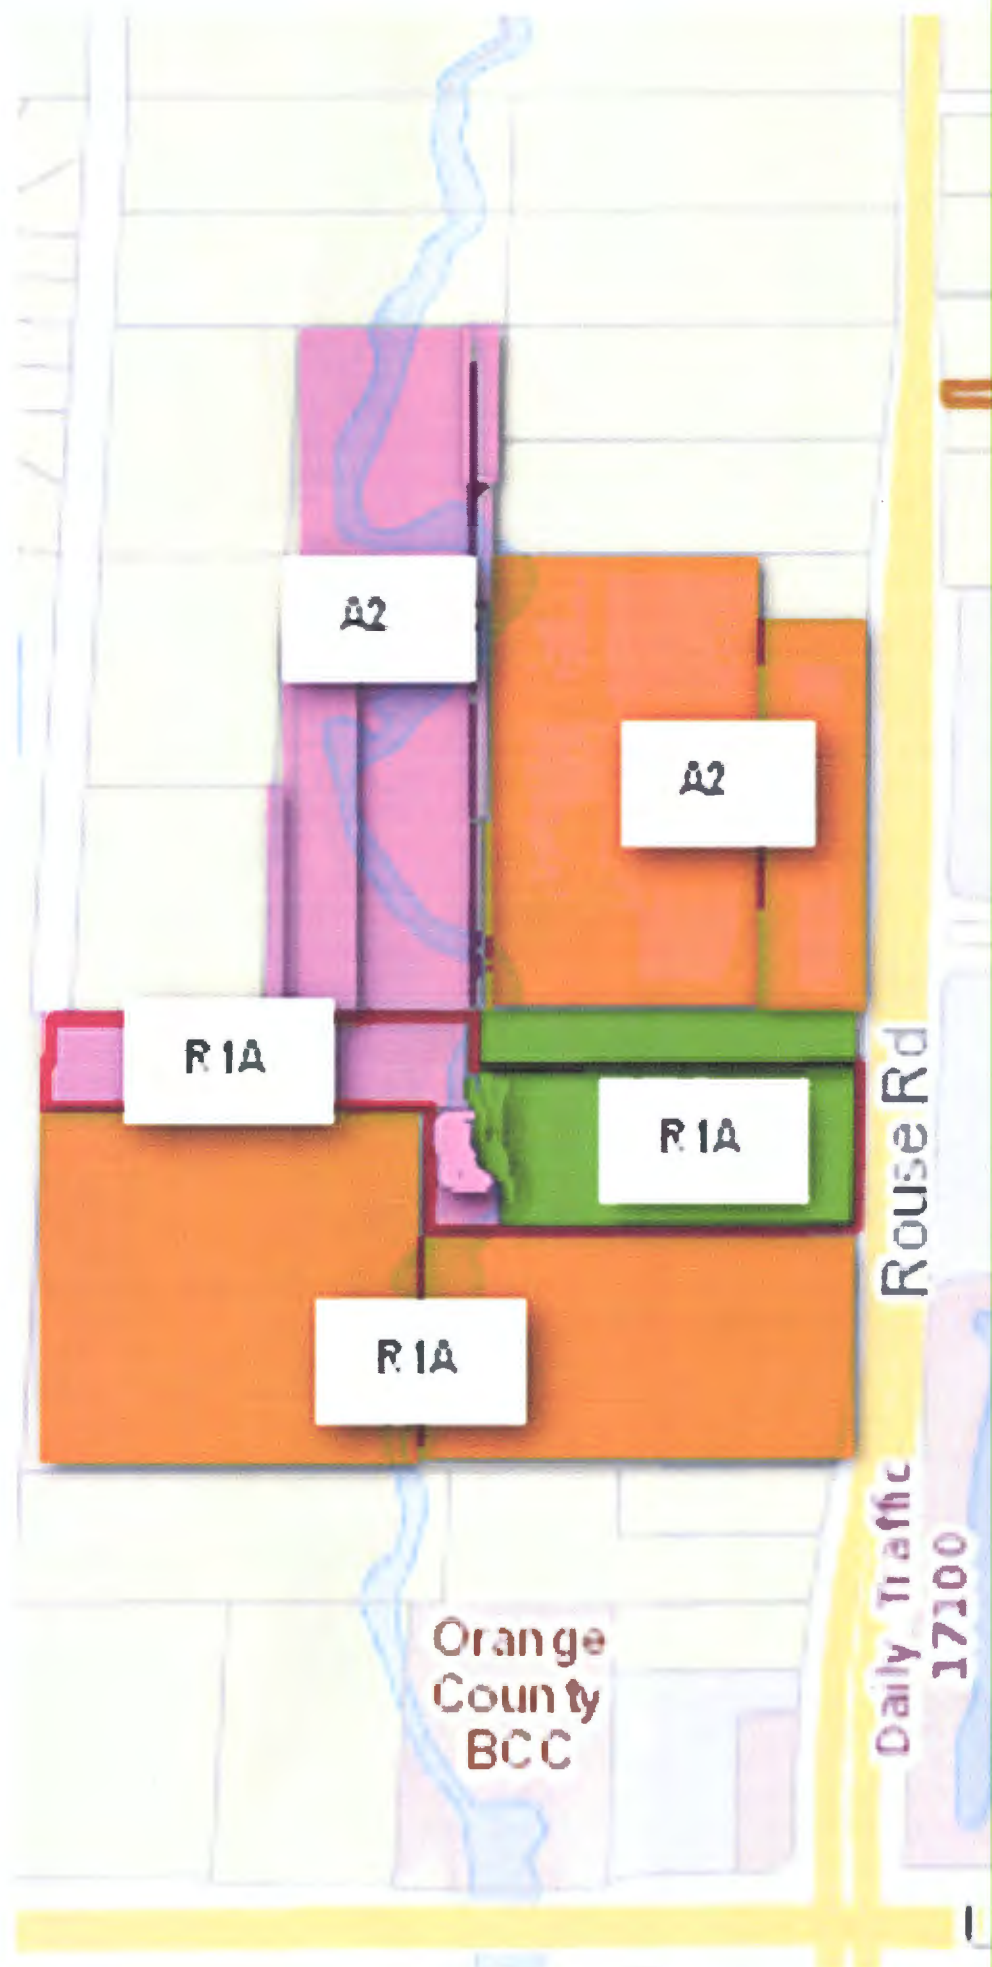 A2
A2
R1A
R1A
R1A
Rouse Rd
Daily Traffic
17100
Orange
County
BCC